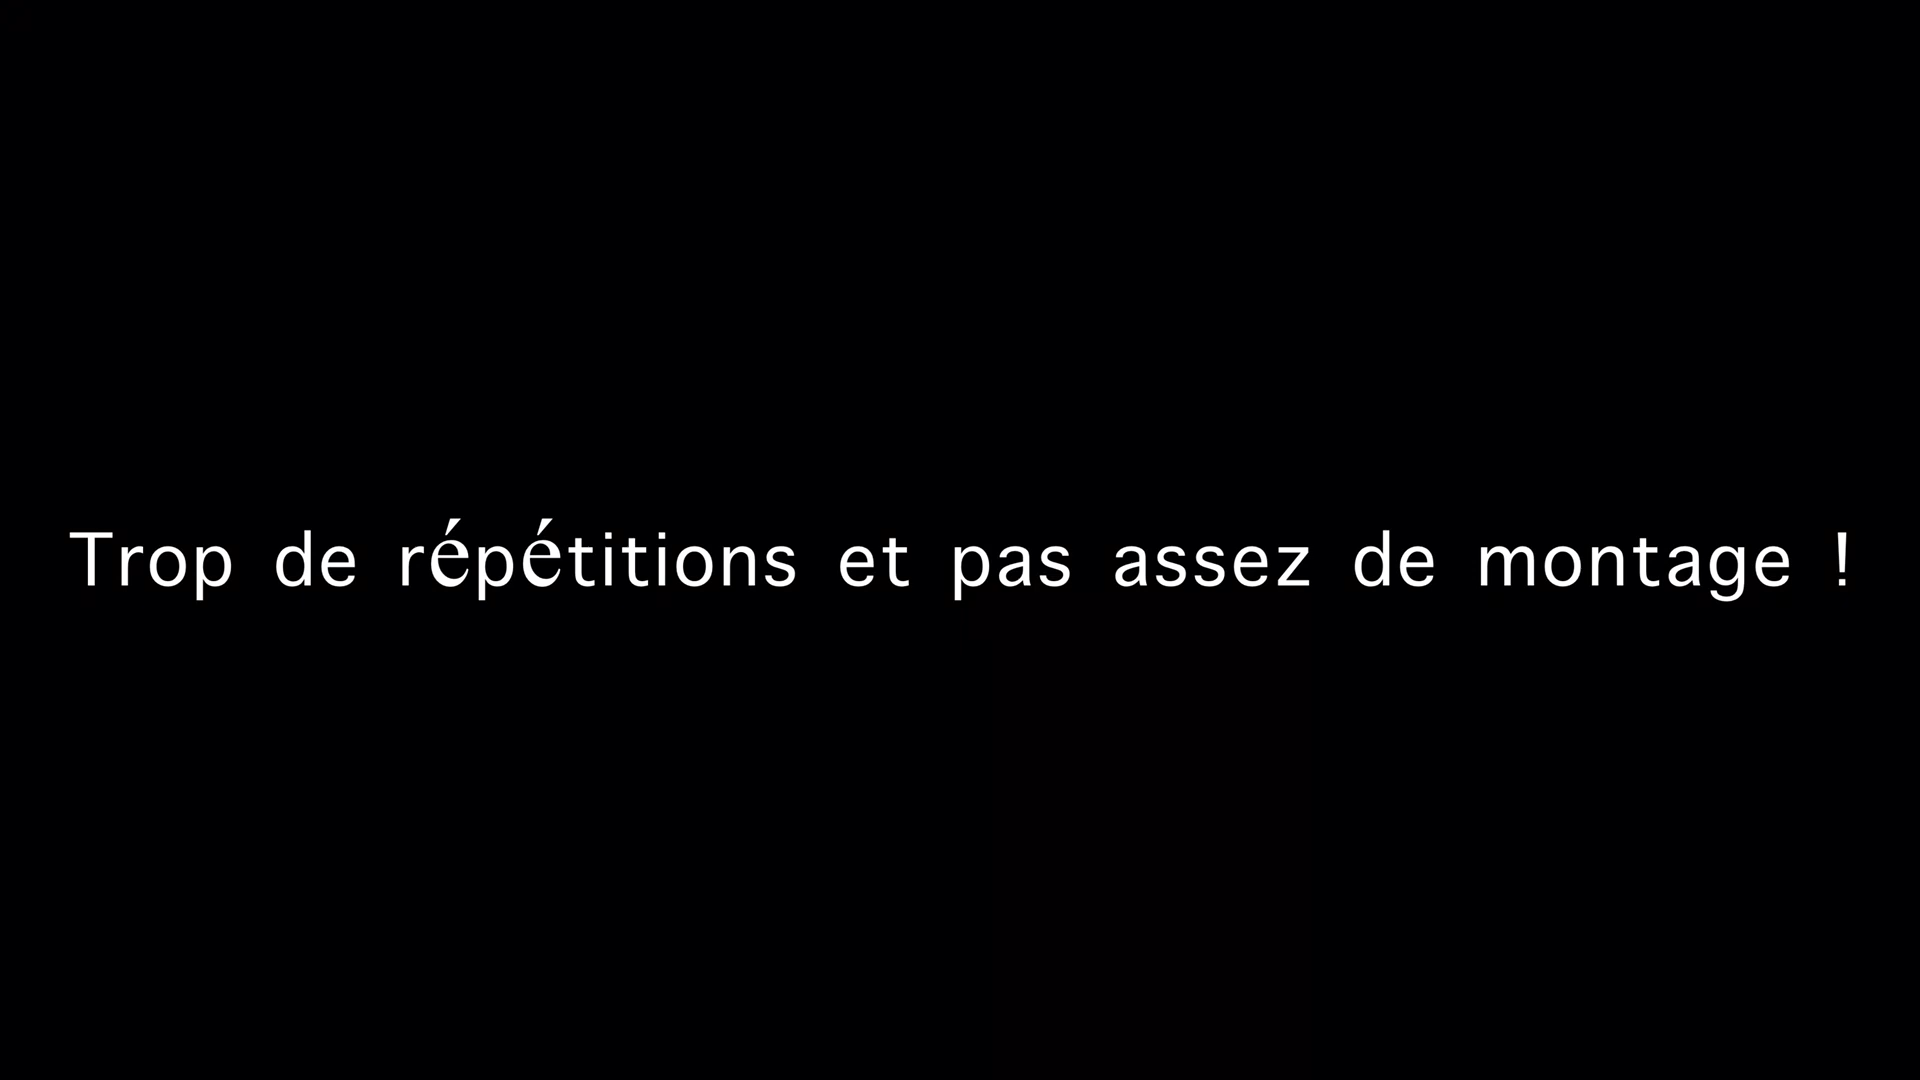 Trop de répétitions et pas assez de montage !